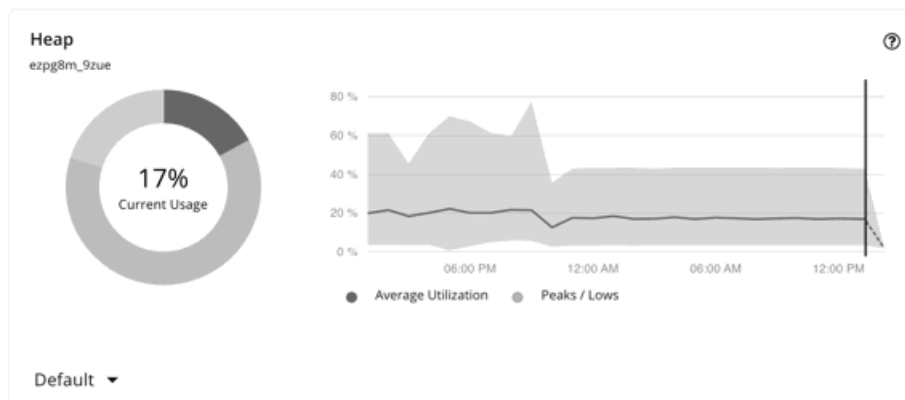 Heap
ezpg8m_9zue
17%
Current Usage
80 %
60 %
40 %
20 %
0 %
06:00 PM 12:00 AM 06:00 AM 12:00 PM
Average Utilization Peaks / Lows
Default
?